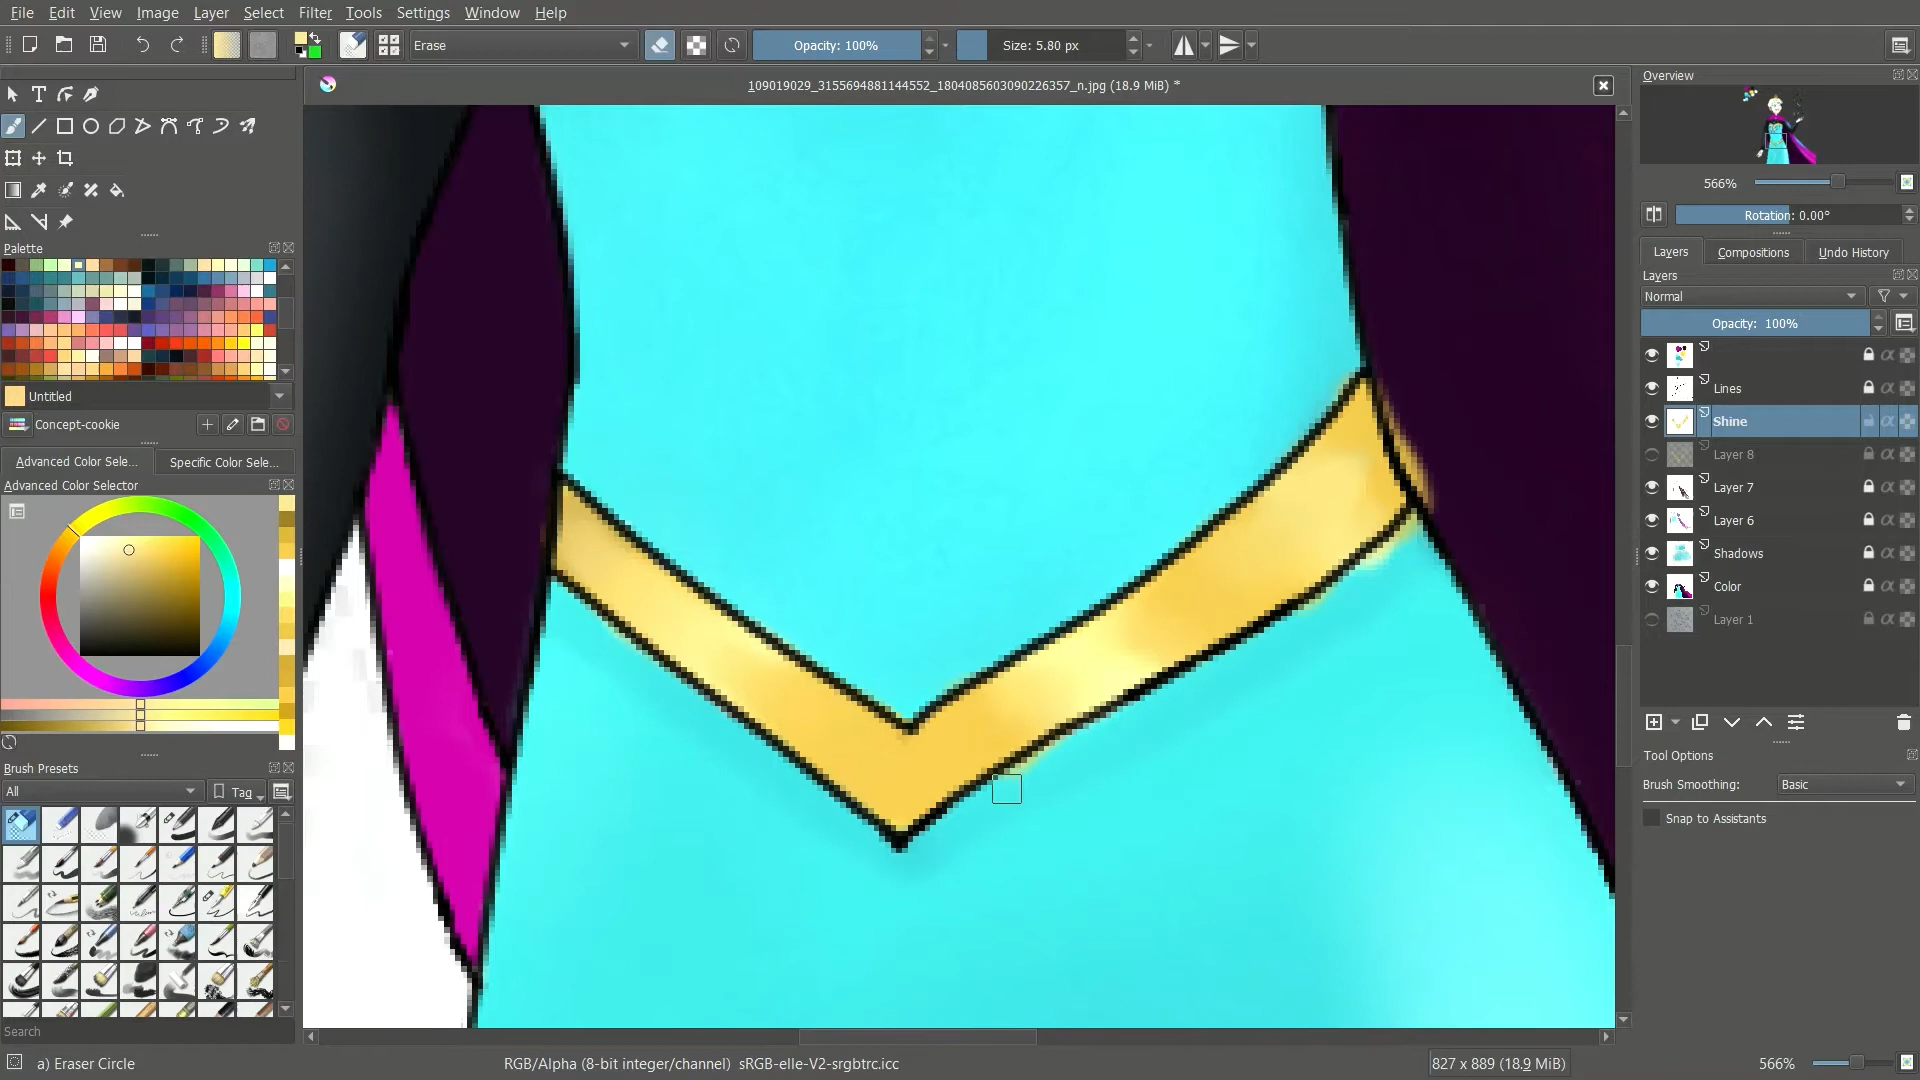 File Edit View Image Layer Select Filter Tools Settings Window Help
Erase
Opacity: 100%
Size: 5.80 px
109019029_3155694881144552_1804085603090226357_n.jpg (18.9 MiB) *
Overview
566%
Rotation: 0.00°
Layers Compositions Undo History
Layers
Normal
Opacity: 100%
Lines
Shine
Layer 8
Layer 7
Layer 6
Shadows
Color
Layer 1
Tool Options
Brush Smoothing: Basic
Snap to Assistants
Palette
Untitled
Concept-cookie
Advanced Color Sele... Specific Color Sele...
Advanced Color Selector
Brush Presets
All
Tag
Search
a) Eraser Circle
RGB/Alpha (8-bit integer/channel) sRGB-elle-V2-srgbtrc.icc
827 x 889 (18.9 MiB)
566%